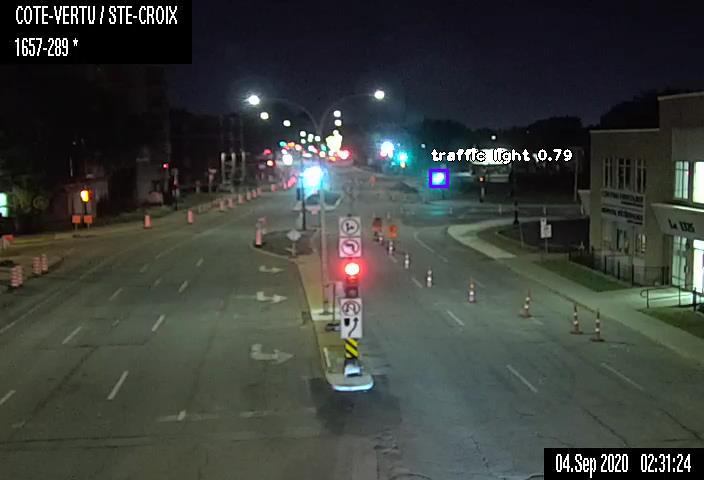 COTE-VERTU / STE-CROIX
1657-289 *
traffic light 0.79
04.Sep 2020 02:31:24